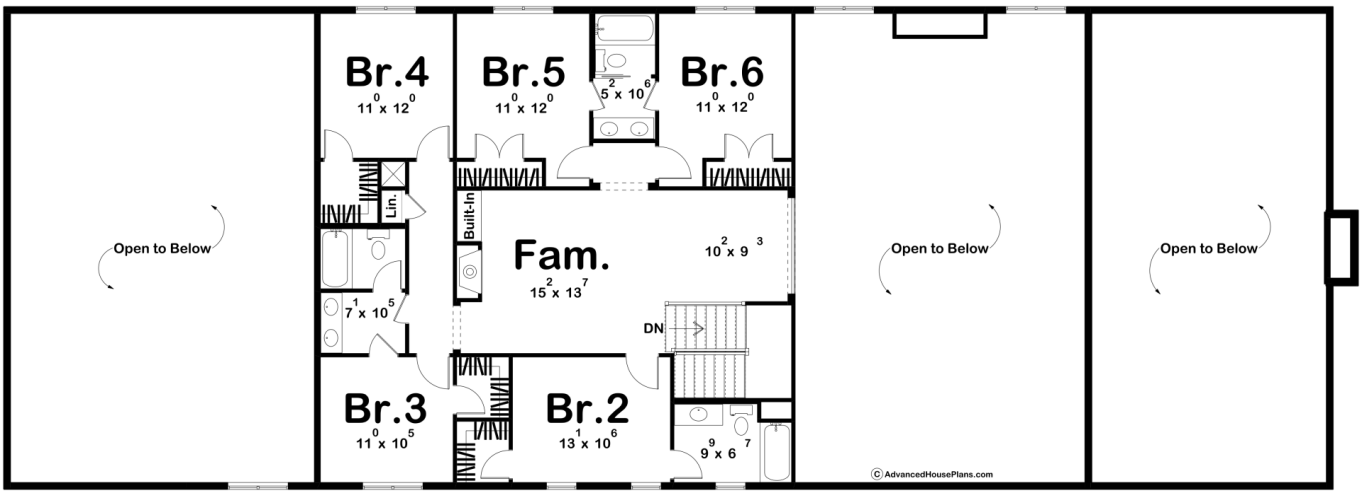 Br.4
11⁰ x 12⁰
Br.5
11⁰ x 12⁰
5² x 10⁶
Br.6
11⁰ x 12⁰
Lin.
Built-In
Open to Below
Fam.
15² x 13⁷
10² x 9³
Open to Below
Open to Below
7¹ x 10⁵
DN
Br.3
11⁰ x 10⁵
Br.2
13¹ x 10⁶
9⁹ x 6⁷
© AdvancedHousePlans.com